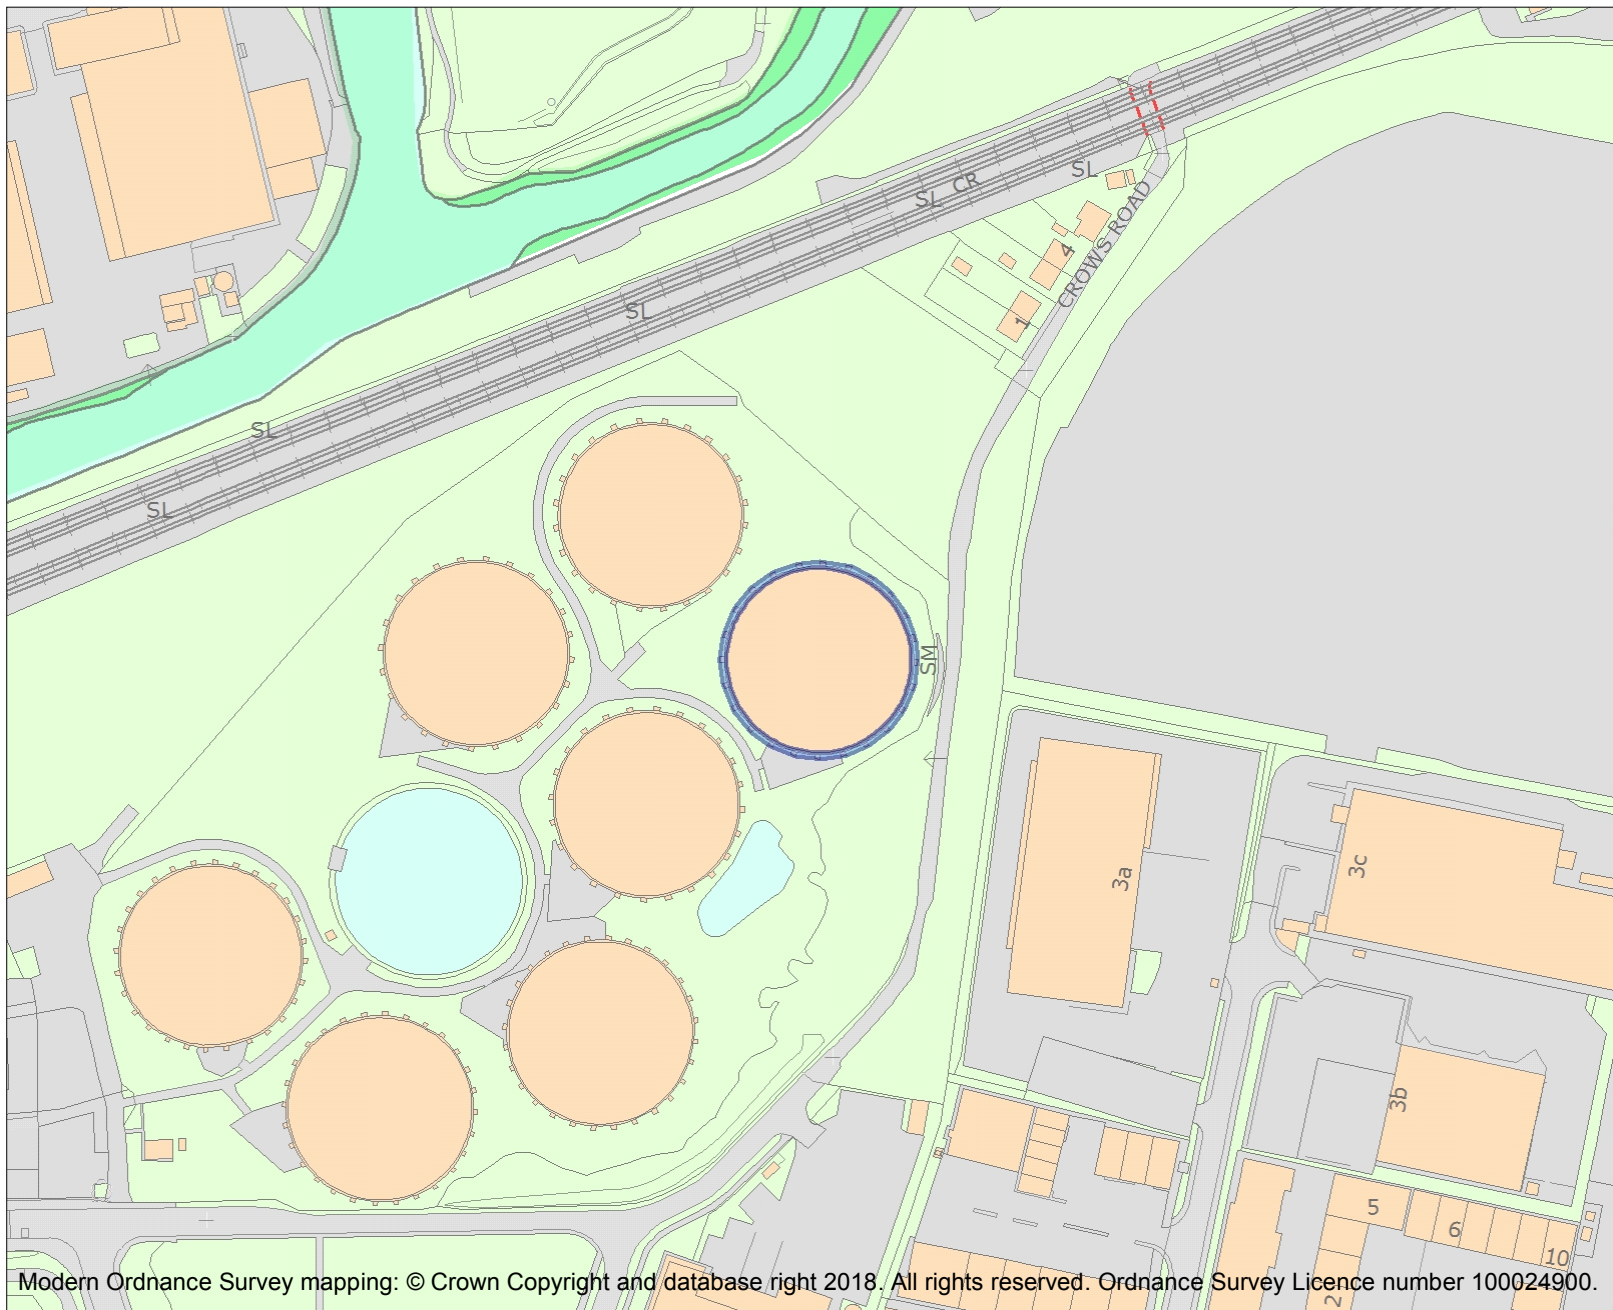 SL
CR
SL
4
CROWS ROAD
SL
1
SL
SL
SM
3a
3c
3b
5
6
10
2
Modern Ordnance Survey mapping: © Crown Copyright and database right 2018. All rights reserved. Ordnance Survey Licence number 100024900.